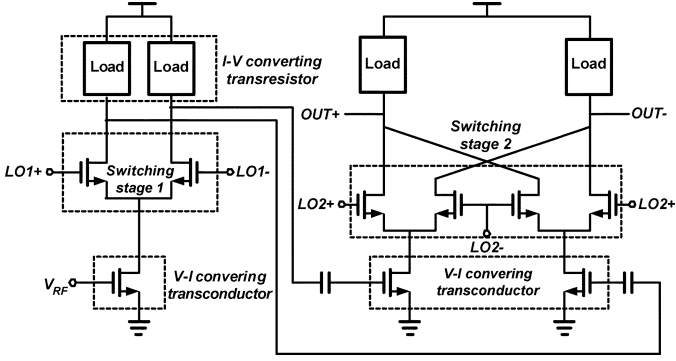 Load
Load
I-V converting
transresistor
LO1+
Switching
stage 1
LO1-
V-I convering
transconductor
VRF
Load
Load
OUT+
OUT-
Switching
stage 2
LO2+
LO2+
LO2-
V-I convering
transconductor